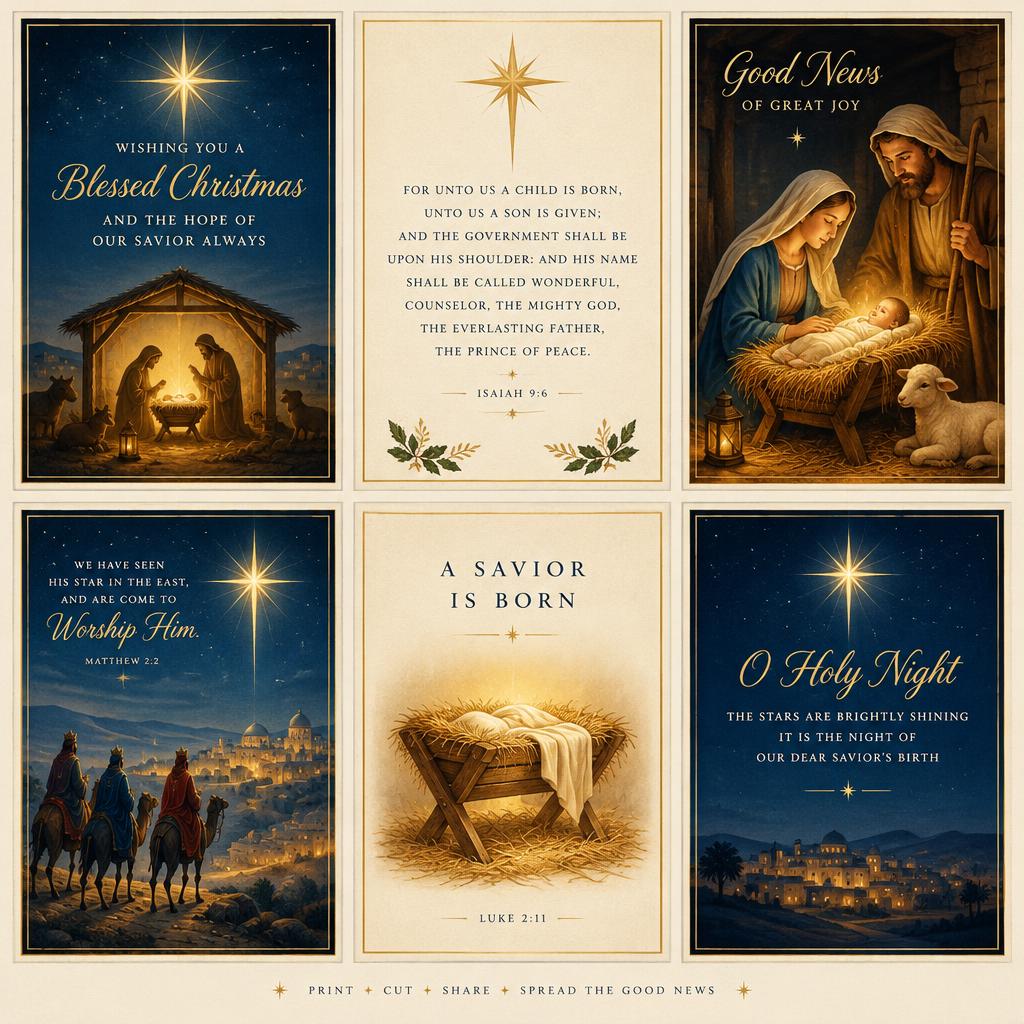 WISHING YOU A
Blessed Christmas
AND THE HOPE OF
OUR SAVIOR ALWAYS
FOR UNTO US A CHILD IS BORN,
UNTO US A SON IS GIVEN;
AND THE GOVERNMENT SHALL BE
UPON HIS SHOULDER: AND HIS NAME
SHALL BE CALLED WONDERFUL,
COUNSELOR, THE MIGHTY GOD,
THE EVERLASTING FATHER,
THE PRINCE OF PEACE.
ISAIAH 9:6
Good News
OF GREAT JOY
WE HAVE SEEN
HIS STAR IN THE EAST,
AND ARE COME TO
Worship Him.
MATTHEW 2:2
A SAVIOR
IS BORN
LUKE 2:11
O Holy Night
THE STARS ARE BRIGHTLY SHINING
IT IS THE NIGHT OF
OUR DEAR SAVIOR'S BIRTH
PRINT CUT SHARE SPREAD THE GOOD NEWS